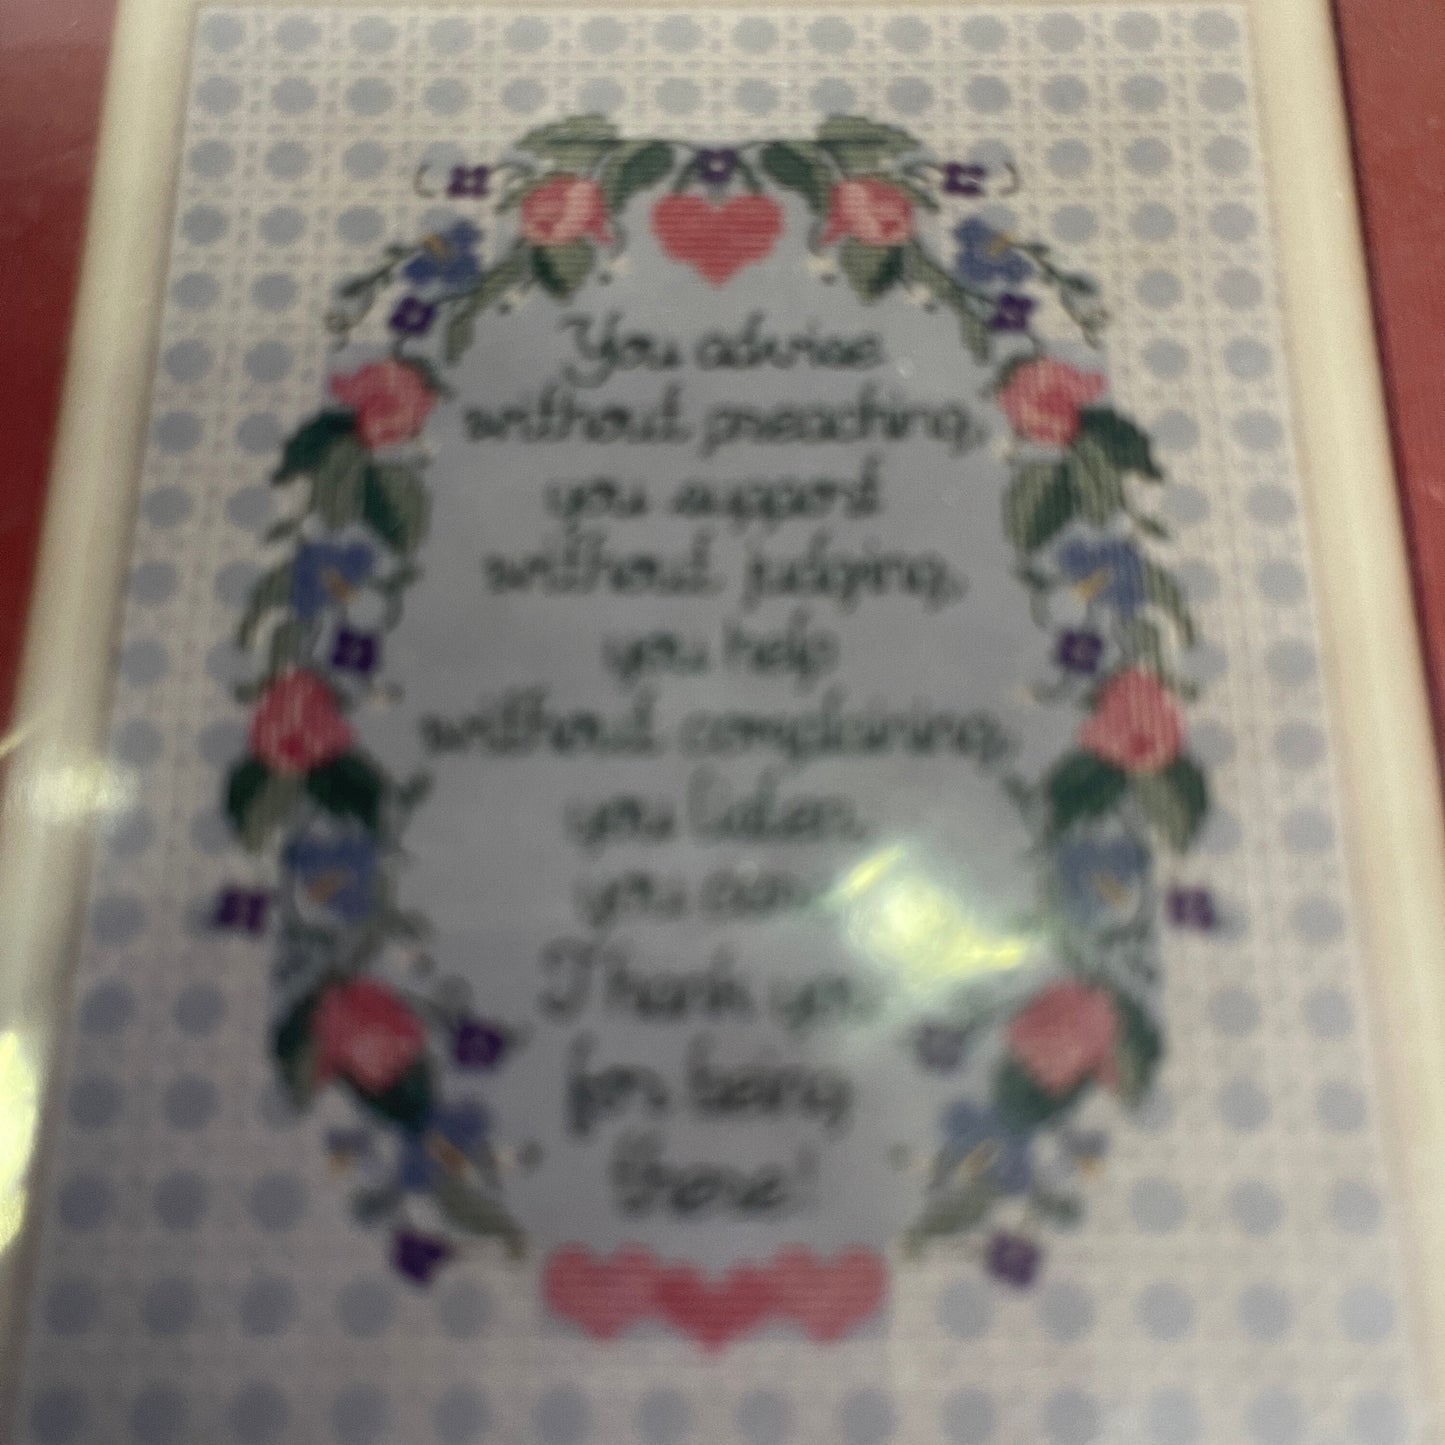 You advise
without preaching,
you support
without judging,
you help
without complaining,
you listen,
you
Thank you
for being
there!